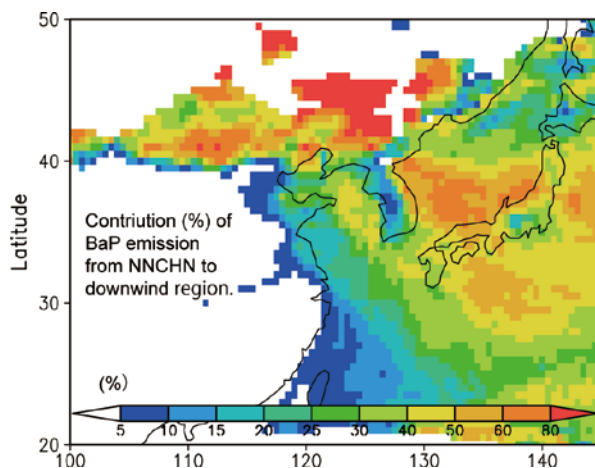 50
40
30
20
Latitude
Contriution (%) of
BaP emission
from NNCHN to
downwind region.
(%)
5 10 15 20 25 30 40 50 60 80
100 110 120 130 140